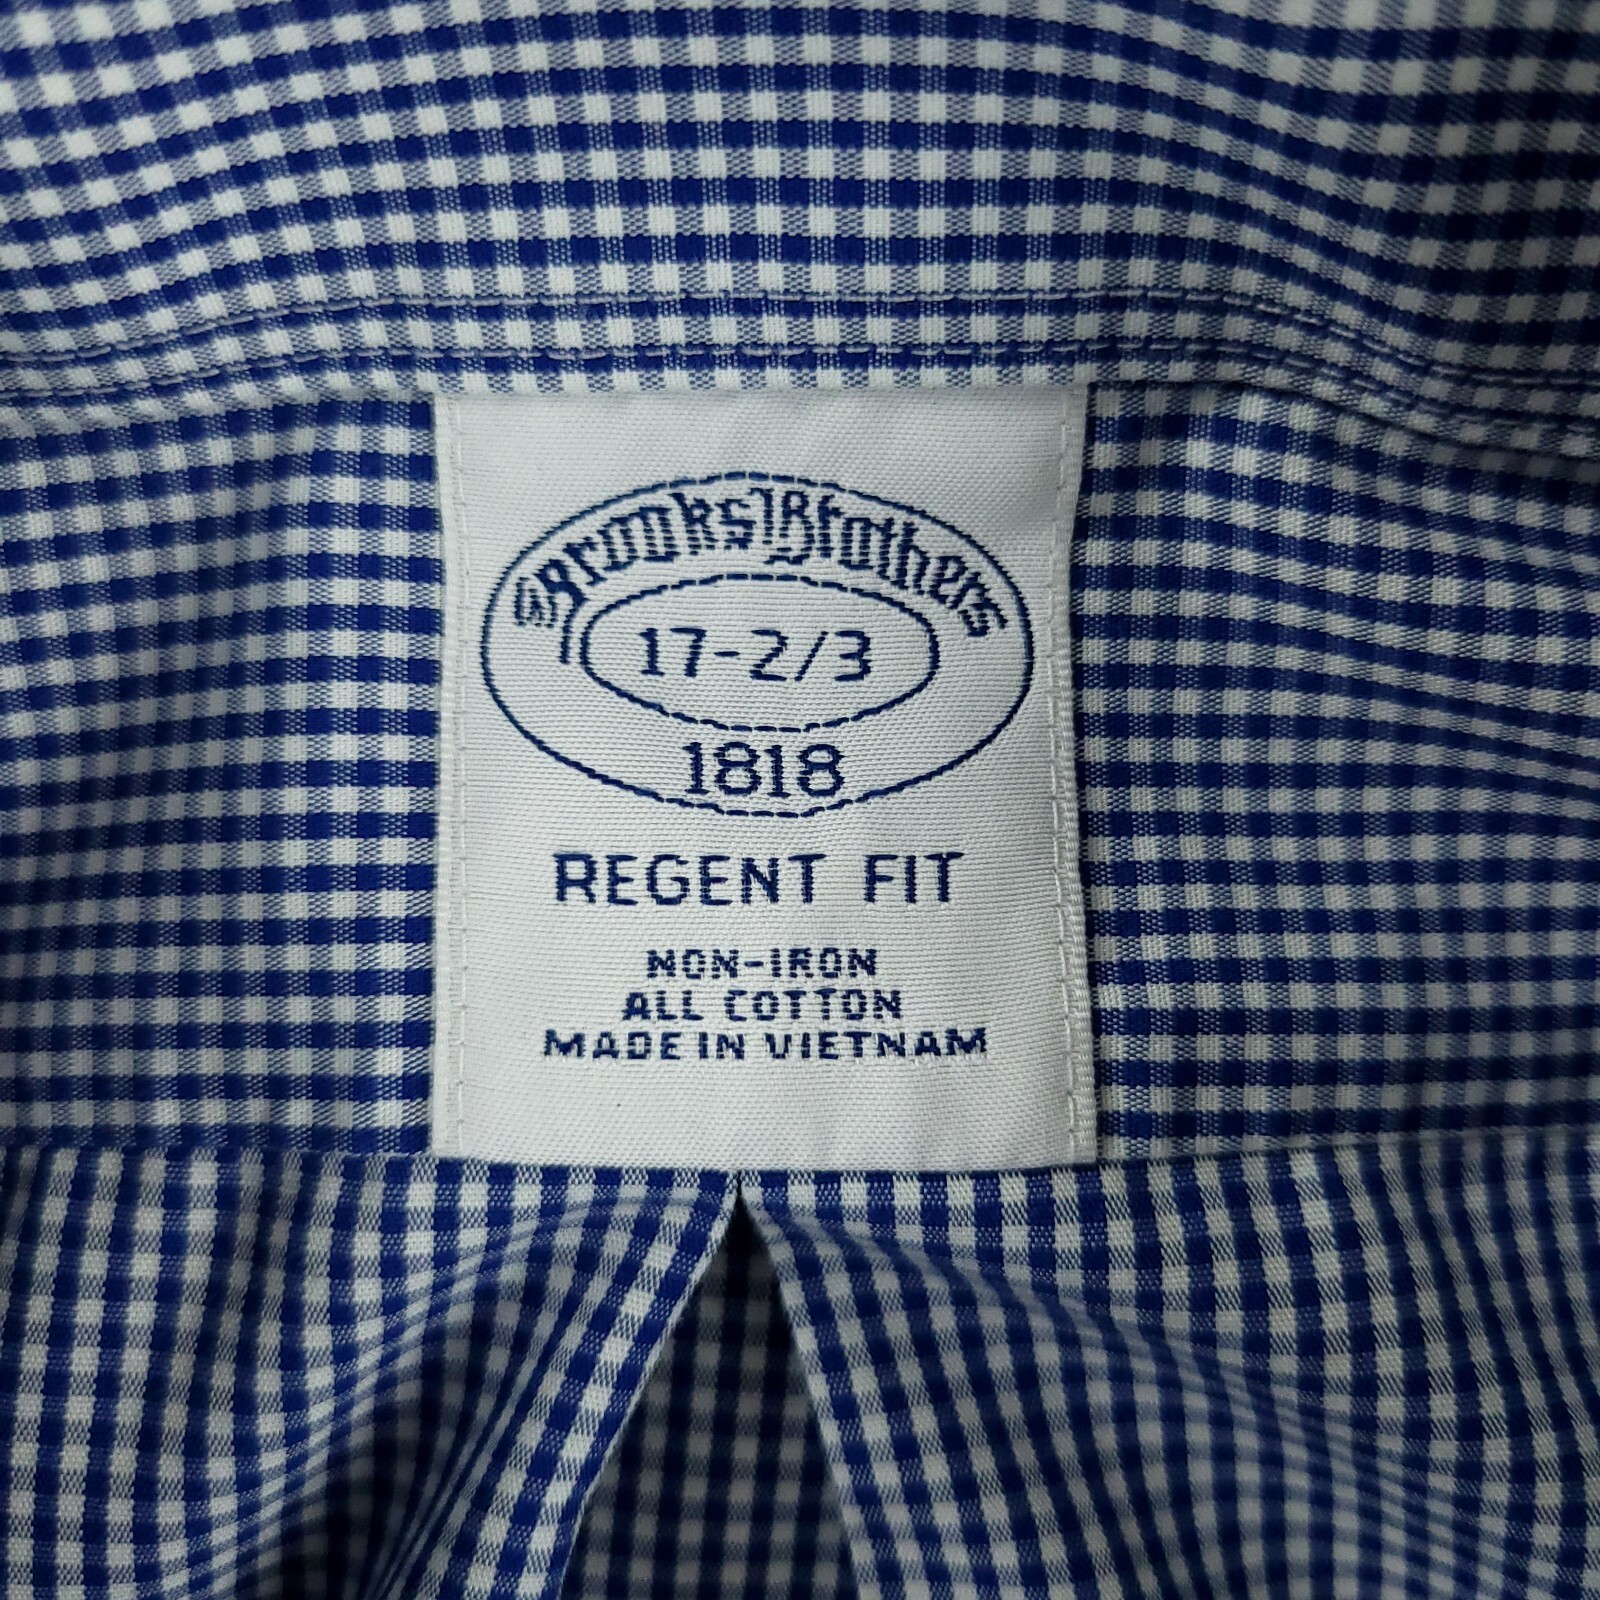 Brooks Brothers
17-2/3
1818
REGENT FIT
NON-IRON
ALL COTTON
MADE IN VIETNAM